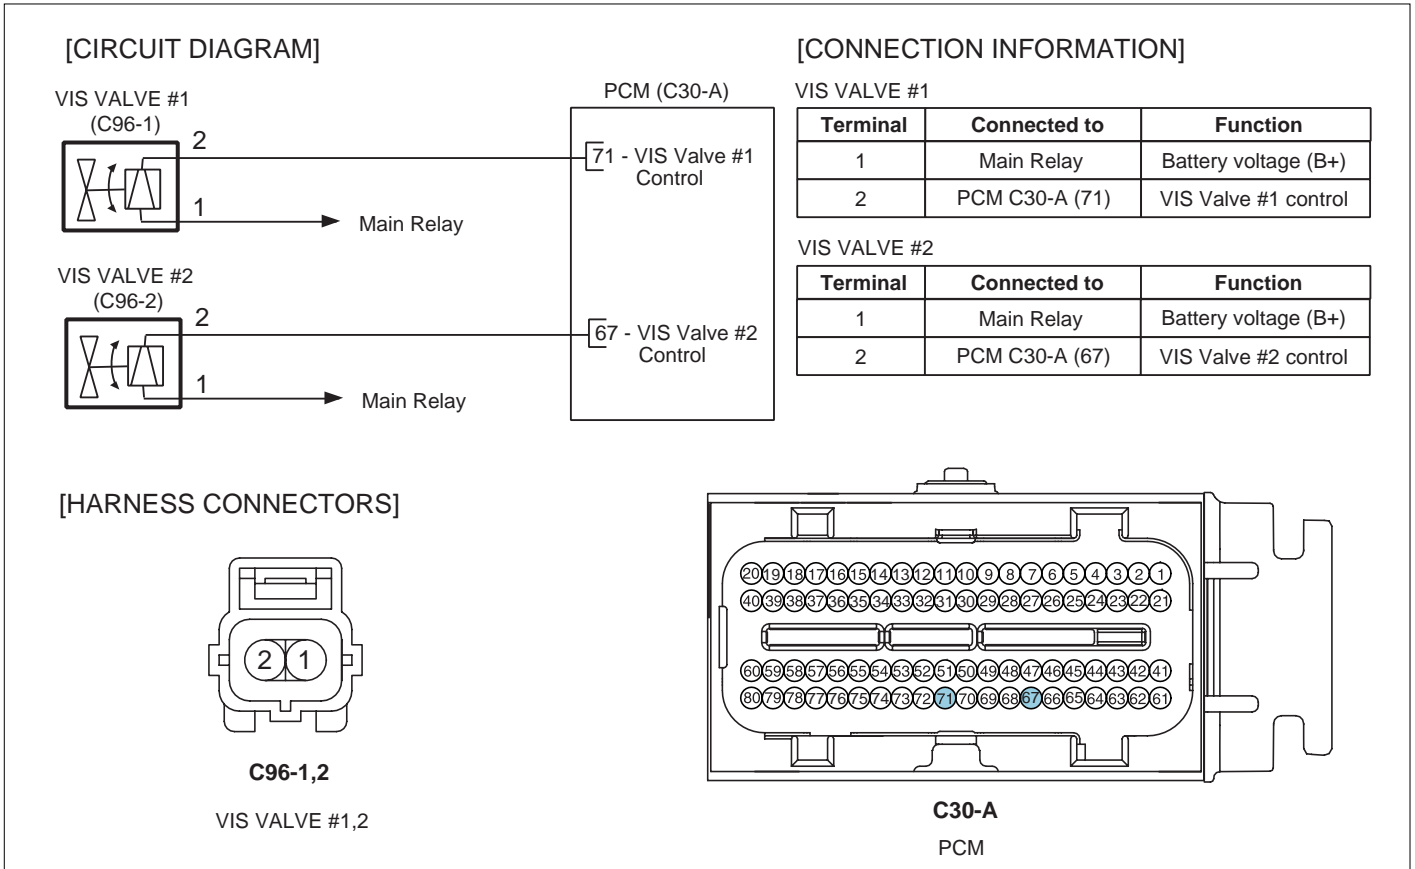 [CIRCUIT DIAGRAM]
VIS VALVE #1
(C96-1)
2
1
Main Relay
PCM (C30-A)
71 - VIS Valve #1
Control
VIS VALVE #2
(C96-2)
2
1
Main Relay
67 - VIS Valve #2
Control
[CONNECTION INFORMATION]
VIS VALVE #1
Terminal Connected to Function
1 Main Relay Battery voltage (B+)
2 PCM C30-A (71) VIS Valve #1 control
VIS VALVE #2
Terminal Connected to Function
1 Main Relay Battery voltage (B+)
2 PCM C30-A (67) VIS Valve #2 control
[HARNESS CONNECTORS]
2 1
C96-1,2
VIS VALVE #1,2
20 19 18 17 16 15 14 13 12 11 10 9 8 7 6 5 4 3 2 1
40 39 38 37 36 35 34 33 32 31 30 29 28 27 26 25 24 23 22 21
60 59 58 57 56 55 54 53 52 51 50 49 48 47 46 45 44 43 42 41
80 79 78 77 76 75 74 73 72 71 70 69 68 67 66 65 64 63 62 61
C30-A
PCM